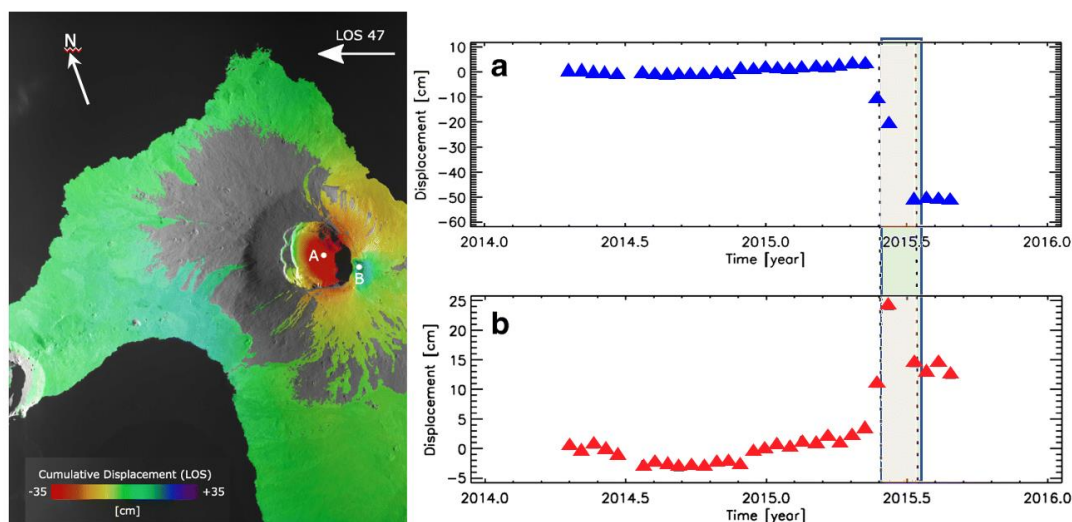 N
LOS 47
A
B
Cumulative Displacement (LOS)
-35
+35
[cm]
a
Displacement [cm]
10
0
-10
-20
-30
-40
-50
-60
2014.0
2014.5
2015.0
2015.5
2016.0
Time [year]
b
Displacement [cm]
25
20
15
10
5
0
-5
2014.0
2014.5
2015.0
2015.5
2016.0
Time [year]